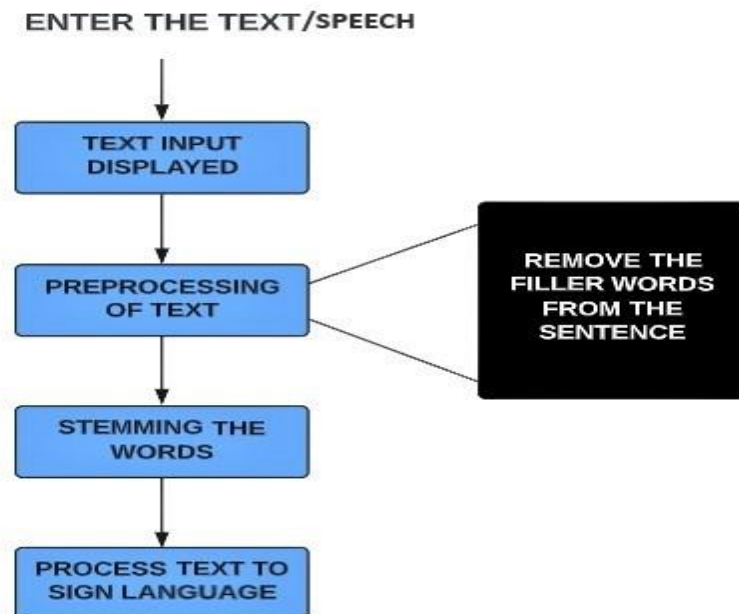 ENTER THE TEXT/SPEECH
TEXT INPUT
DISPLAYED
PREPROCESSING
OF TEXT
REMOVE THE
FILLER WORDS
FROM THE
SENTENCE
STEMMING THE
WORDS
PROCESS TEXT TO
SIGN LANGUAGE